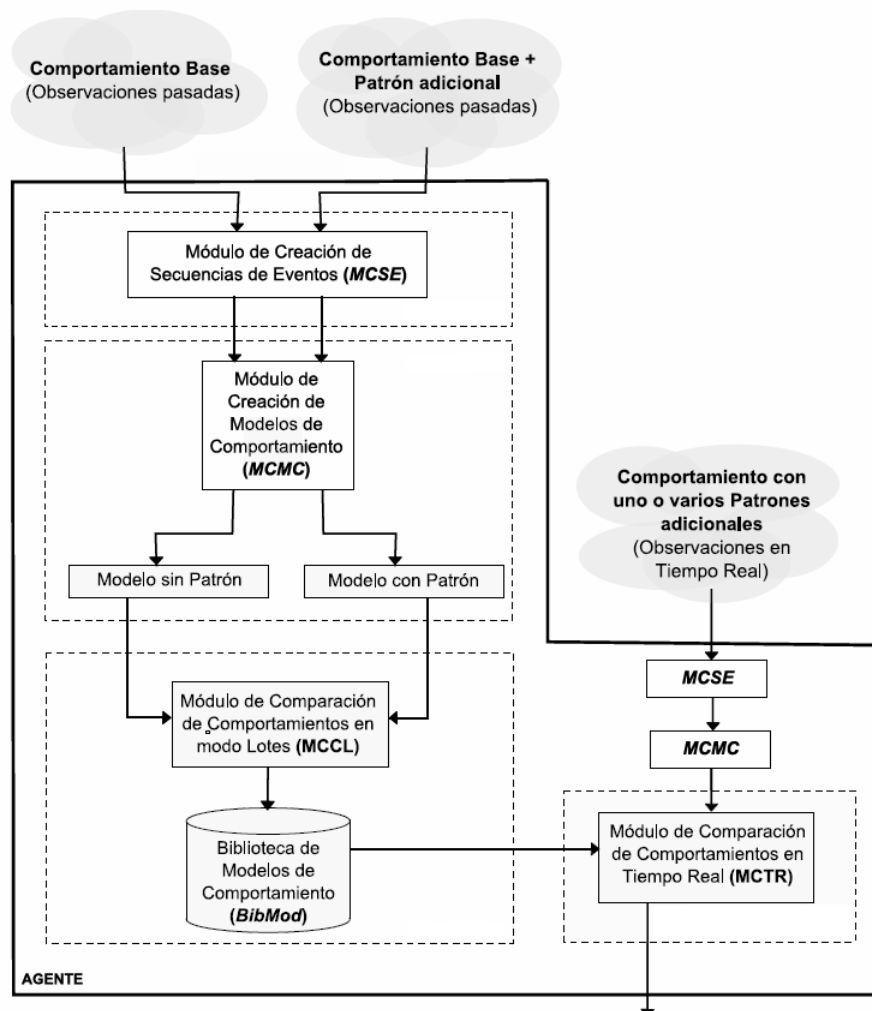 Comportamiento Base
(Observaciones pasadas)
Comportamiento Base +
Patrón adicional
(Observaciones pasadas)
Módulo de Creación de
Secuencias de Eventos (MCSE)
Módulo de
Creación de
Modelos de
Comportamiento
(MCMC)
Modelo sin Patrón
Modelo con Patrón
Módulo de Comparación
de Comportamientos en
modo Lotes (MCCL)
Biblioteca de
Modelos de
Comportamiento
(BibMod)
Comportamiento con
uno o varios Patrones
adicionales
(Observaciones en
Tiempo Real)
MCSE
MCMC
Módulo de Comparación
de Comportamientos en
Tiempo Real (MCTR)
AGENTE